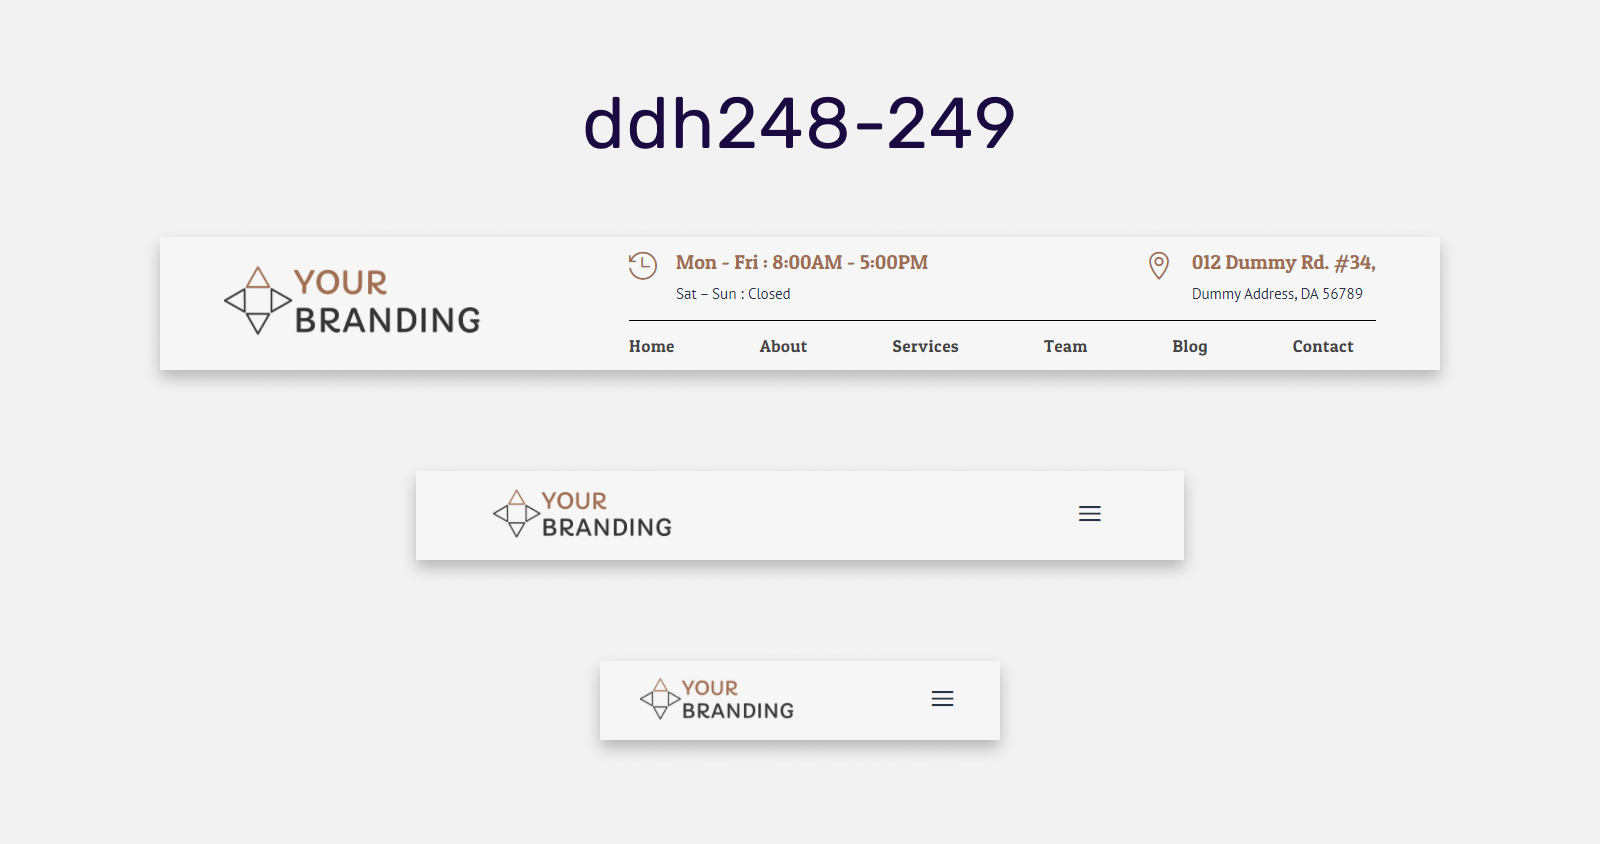 ddh248-249
YOUR
BRANDING
Mon - Fri : 8:00AM - 5:00PM
Sat – Sun : Closed
012 Dummy Rd. #34,
Dummy Address, DA 56789
Home About Services Team Blog Contact
YOUR
BRANDING
YOUR
BRANDING